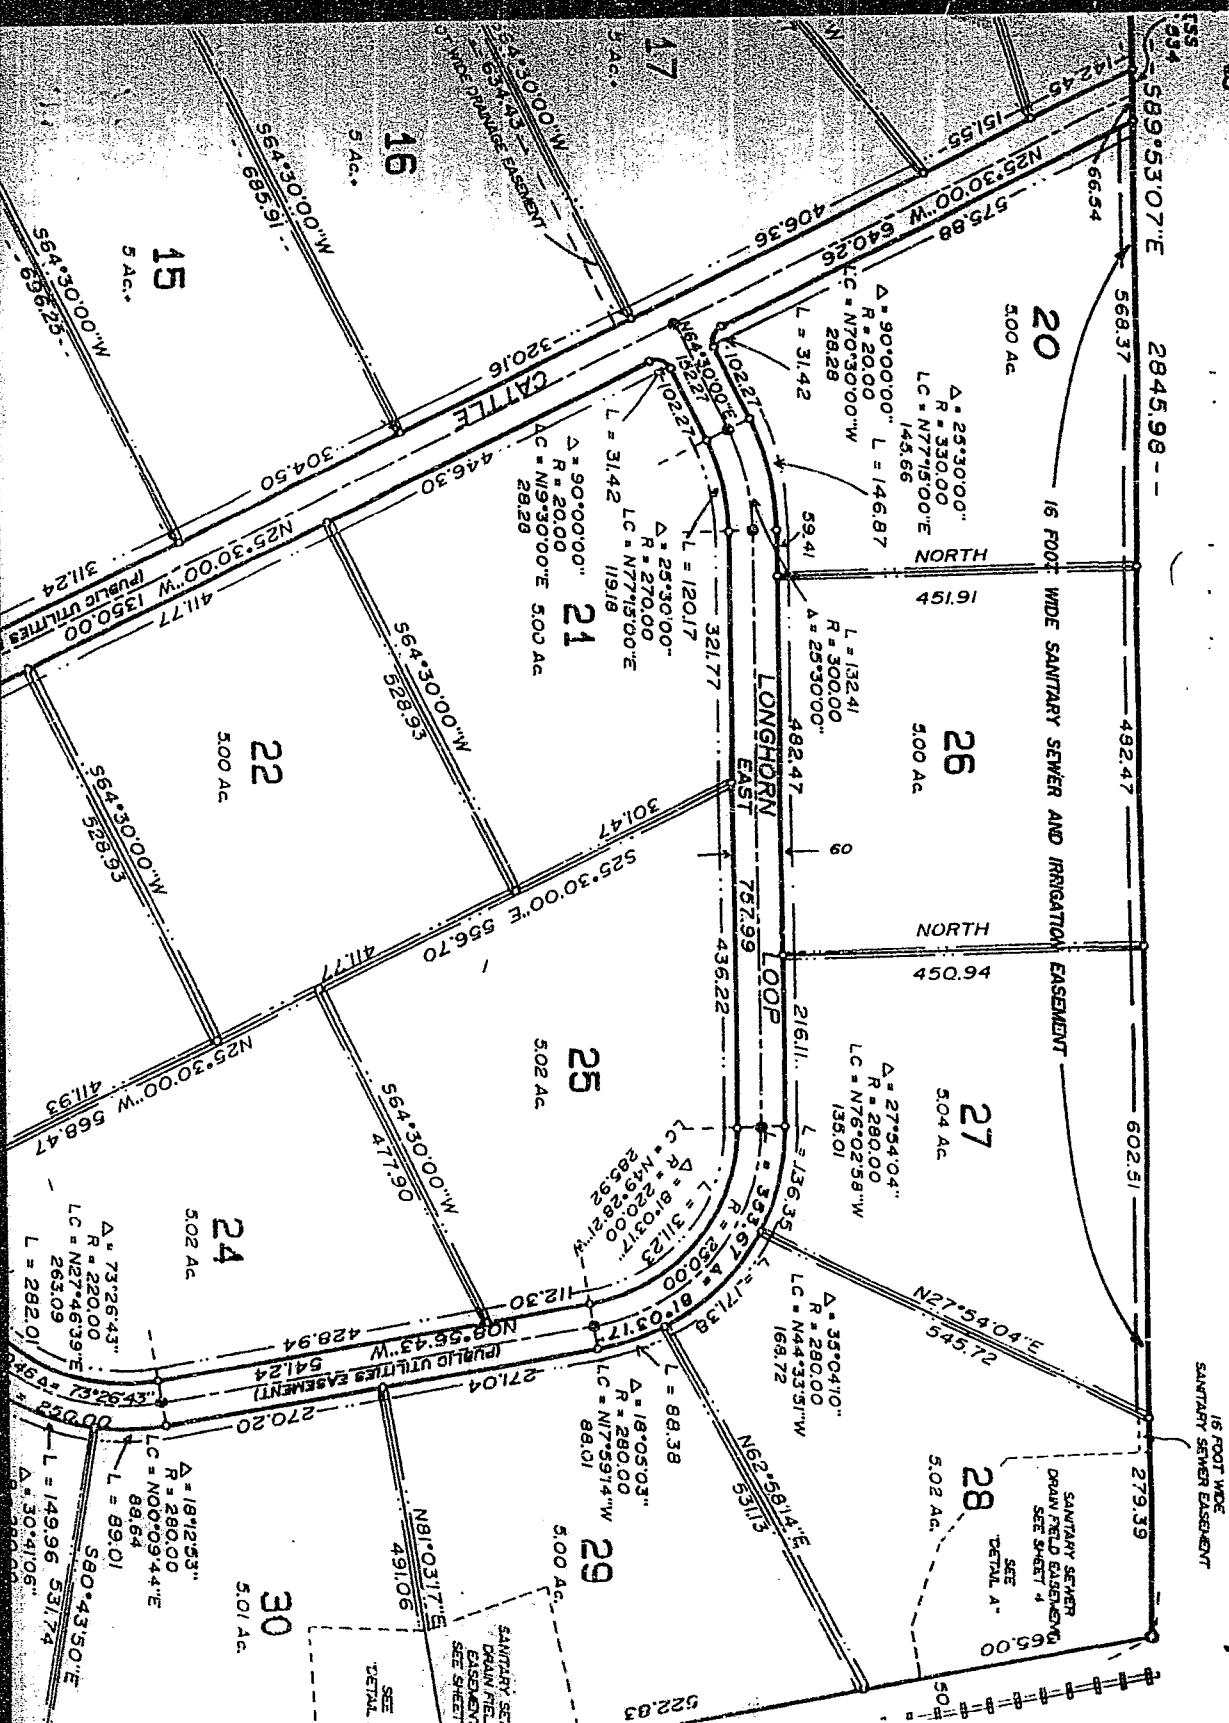 S89°53'07"E 2845.98 --
142.45
151.55
66.54
568.37
482.47
602.51
279.39
16 FOOT WIDE
SANITARY SEWER EASEMENT
16 FOOT WIDE SANITARY SEWER AND IRRIGATION EASEMENT
20
5.00 Ac.
N25°30'00"W 640.26
575.88
406.36
Δ = 90°00'00"
R = 20.00
LC = N70°30'00"W
28.28
L = 31.42
Δ = 25°30'00"
R = 330.00
LC = N77°15'00"E
145.66
L = 146.87
59.41
NORTH
451.91
26
5.00 Ac.
482.47
NORTH
450.94
27
5.04 Ac.
216.11
Δ = 27°54'04"
R = 280.00
LC = N76°02'58"W
135.01
L = 136.35
N27°54'04"E
545.72
28
5.02 Ac.
SANITARY SEWER
DRAIN FIELD EASEMENT
SEE SHEET 4
SEE
"DETAIL A"
365.00
50
Δ = 35°04'10"
R = 280.00
LC = N44°33'51"W
168.72
L = 171.38
N62°58'14"E
531.13
522.83
17
5 Ac.
S64°30'00"W
634.43
WIDE DRAINAGE EASEMENT
16
5 Ac.
S64°30'00"W
685.91
15
5 Ac.
S64°30'00"W
696.25
320.16
304.50
311.24
CATTLE
N25°30'00"W 1350.00
(PUBLIC UTILITIES
N64°30'00"E
132.27
102.27
102.27
L = 31.42
Δ = 90°00'00"
R = 20.00
LC = N19°30'00"E
28.28
446.30
21
5.00 Ac.
L = 120.17
Δ = 25°30'00"
R = 270.00
LC = N77°15'00"E
119.18
L = 132.41
R = 300.00
Δ = 25°30'00"
321.77
LONGHORN LOOP
EAST 757.99
60
436.22
411.77
S64°30'00"W
528.93
22
5.00 Ac.
S64°30'00"W
528.93
301.47
S25°30'00"E 556.70
411.77
N25°30'00"W 568.47
411.93
25
5.02 Ac.
S64°30'00"W
477.90
L = 311.23
Δ = 81°03'17"
R = 220.00
LC = N49°28'21"W
285.92
L = 353.67 Δ = 81°03'17"
R = 250.00
112.30
24
5.02 Ac.
428.94
N08°56'43"W
541.24
(PUBLIC UTILITIES EASEMENT)
271.04
270.20
L = 88.38
Δ = 18°05'03"
R = 280.00
LC = N17°59'14"W
88.01
29
5.00 Ac.
N81°03'17"E
491.06
30
5.01 Ac.
Δ = 73°26'43"
R = 220.00
LC = N27°46'39"E
263.09
L = 282.01
Δ = 73°26'43"
250.00
Δ = 18°12'53"
R = 280.00
LC = N00°09'44"E
88.64
L = 89.01
L = 149.96
Δ = 30°41'06"
531.74
S80°43'50"E
DRAIN
EASEMENT
SEE SHEET
SEE
"DETAIL